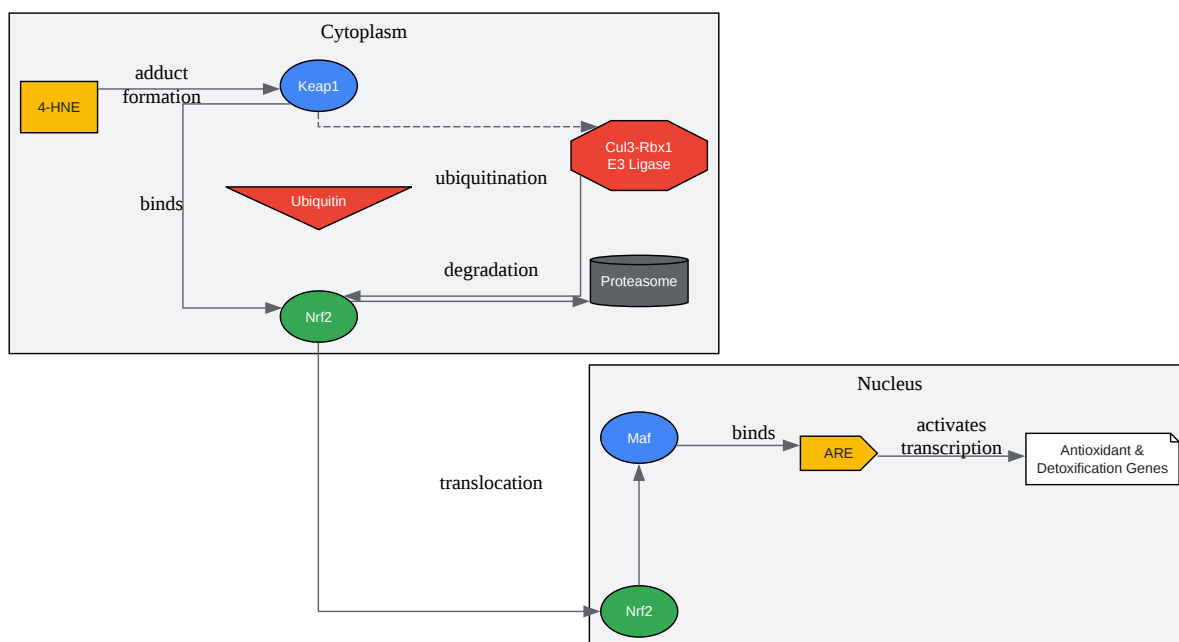 Cytoplasm
adduct
formation
4-HNE
Keap1
Cul3-Rbx1
E3 Ligase
ubiquitination
Ubiquitin
binds
degradation
Proteasome
Nrf2
Nucleus
Maf
binds
ARE
activates
transcription
Antioxidant &
Detoxification Genes
translocation
Nrf2